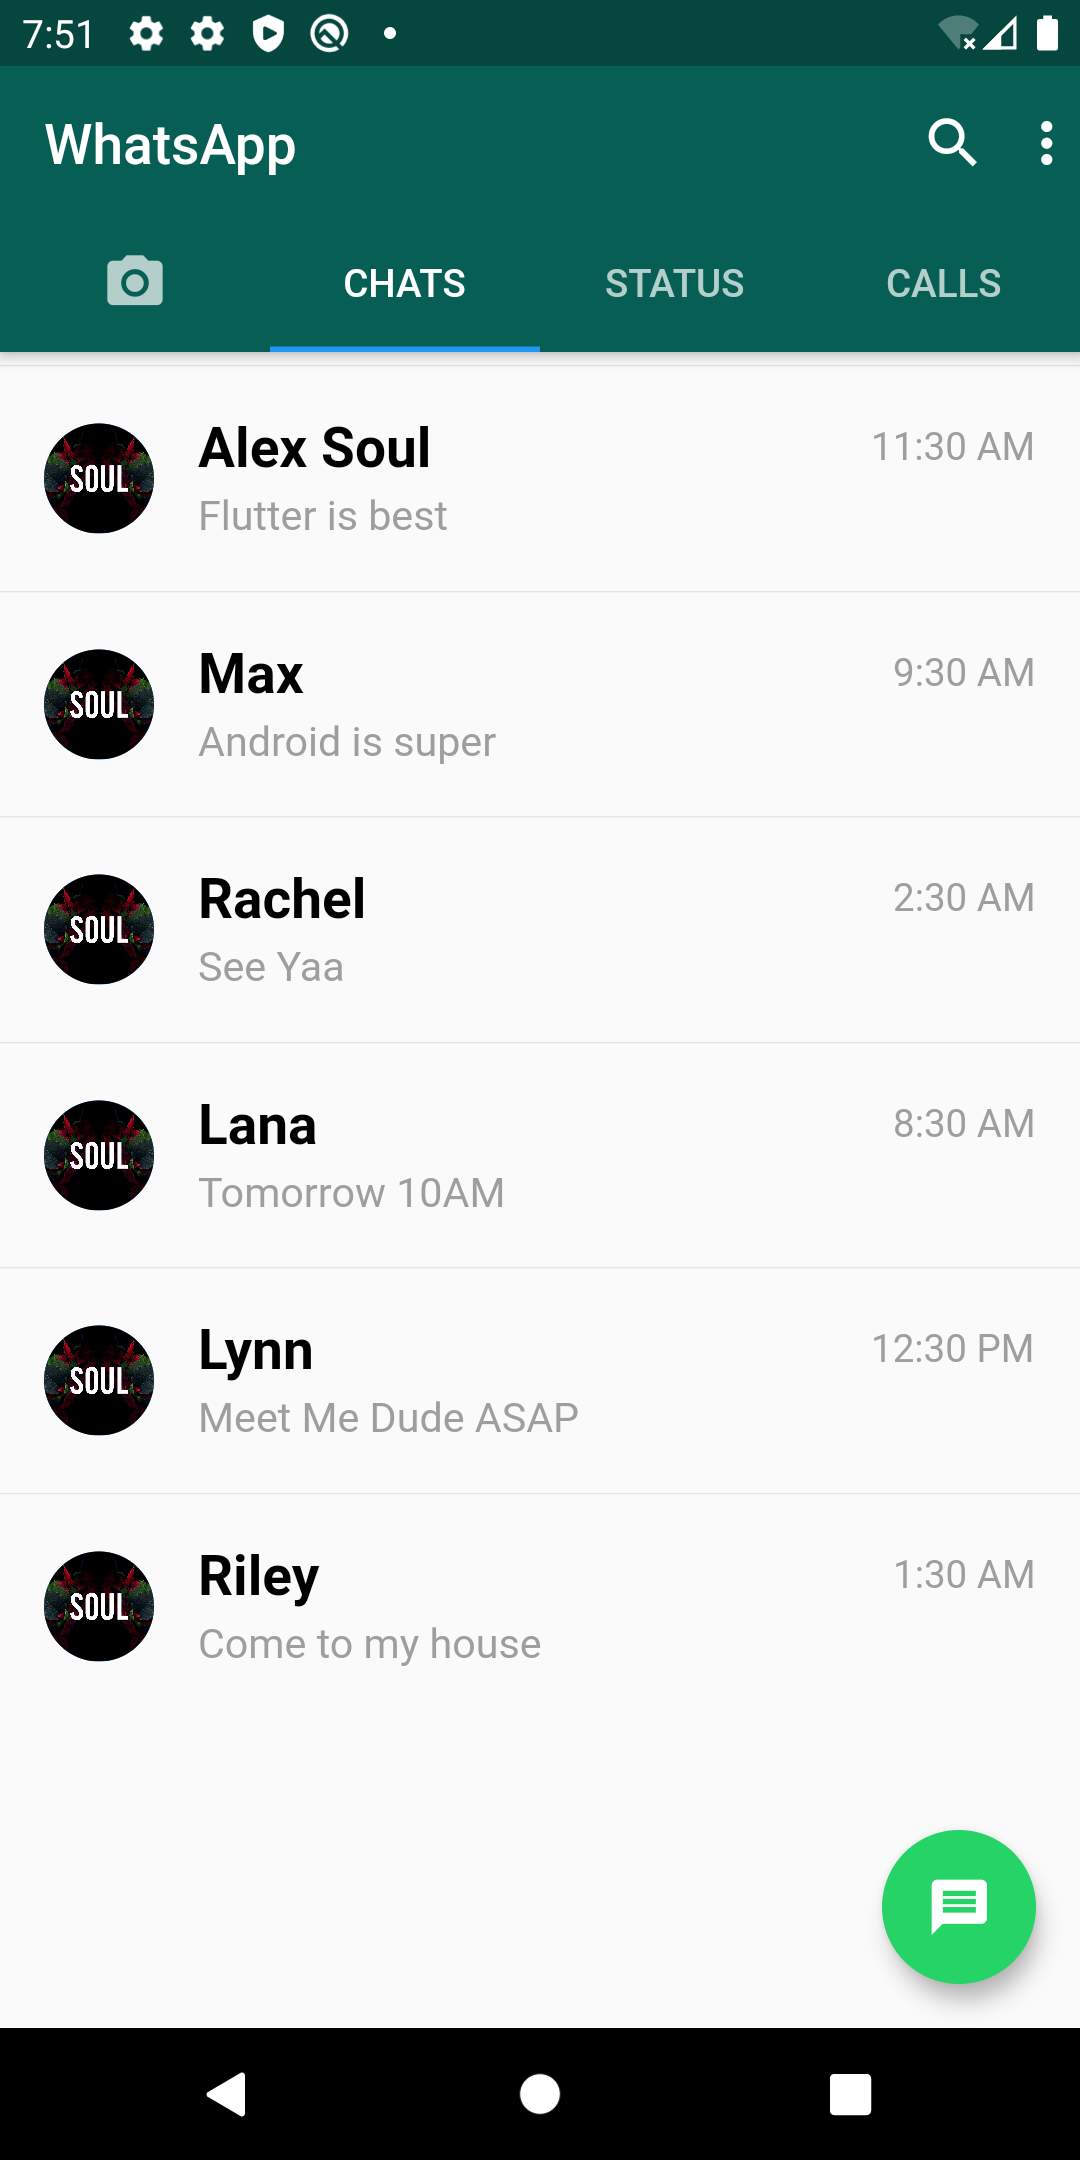 7:51
WhatsApp
CHATS STATUS CALLS
SOUL
Alex Soul 11:30 AM
Flutter is best
SOUL
Max 9:30 AM
Android is super
SOUL
Rachel 2:30 AM
See Yaa
SOUL
Lana 8:30 AM
Tomorrow 10AM
SOUL
Lynn 12:30 PM
Meet Me Dude ASAP
SOUL
Riley 1:30 AM
Come to my house